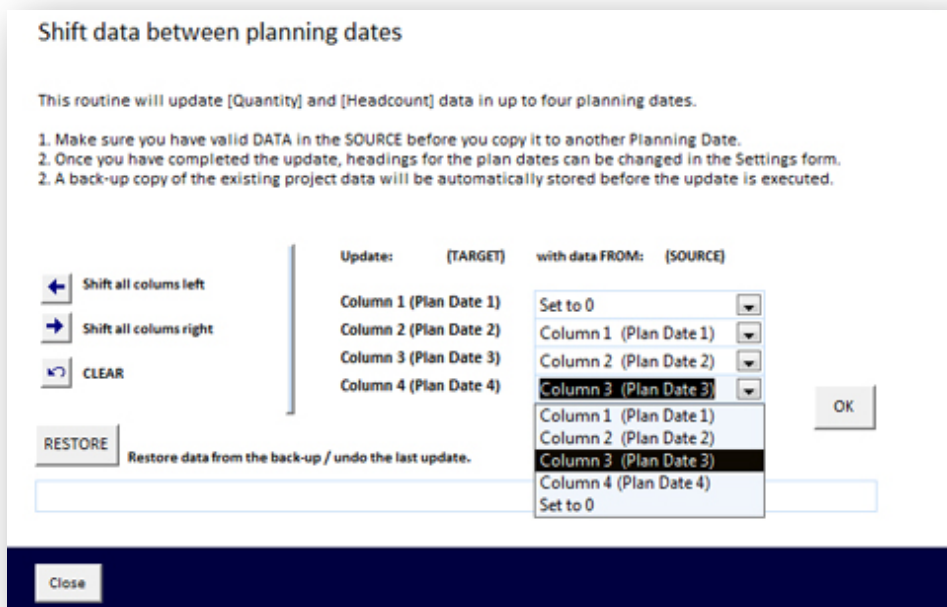 Shift data between planning dates
This routine will update [Quantity] and [Headcount] data in up to four planning dates.
1. Make sure you have valid DATA in the SOURCE before you copy it to another Planning Date.
2. Once you have completed the update, headings for the plan dates can be changed in the Settings form.
2. A back-up copy of the existing project data will be automatically stored before the update is executed.
Shift all colums left
Shift all colums right
CLEAR
Update: (TARGET) with data FROM: (SOURCE)
Column 1 (Plan Date 1) Set to 0
Column 2 (Plan Date 2) Column 1 (Plan Date 1)
Column 3 (Plan Date 3) Column 2 (Plan Date 2)
Column 4 (Plan Date 4) Column 3 (Plan Date 3)
Column 1 (Plan Date 1)
Column 2 (Plan Date 2)
Column 3 (Plan Date 3)
Column 4 (Plan Date 4)
Set to 0
OK
RESTORE Restore data from the back-up / undo the last update.
Close